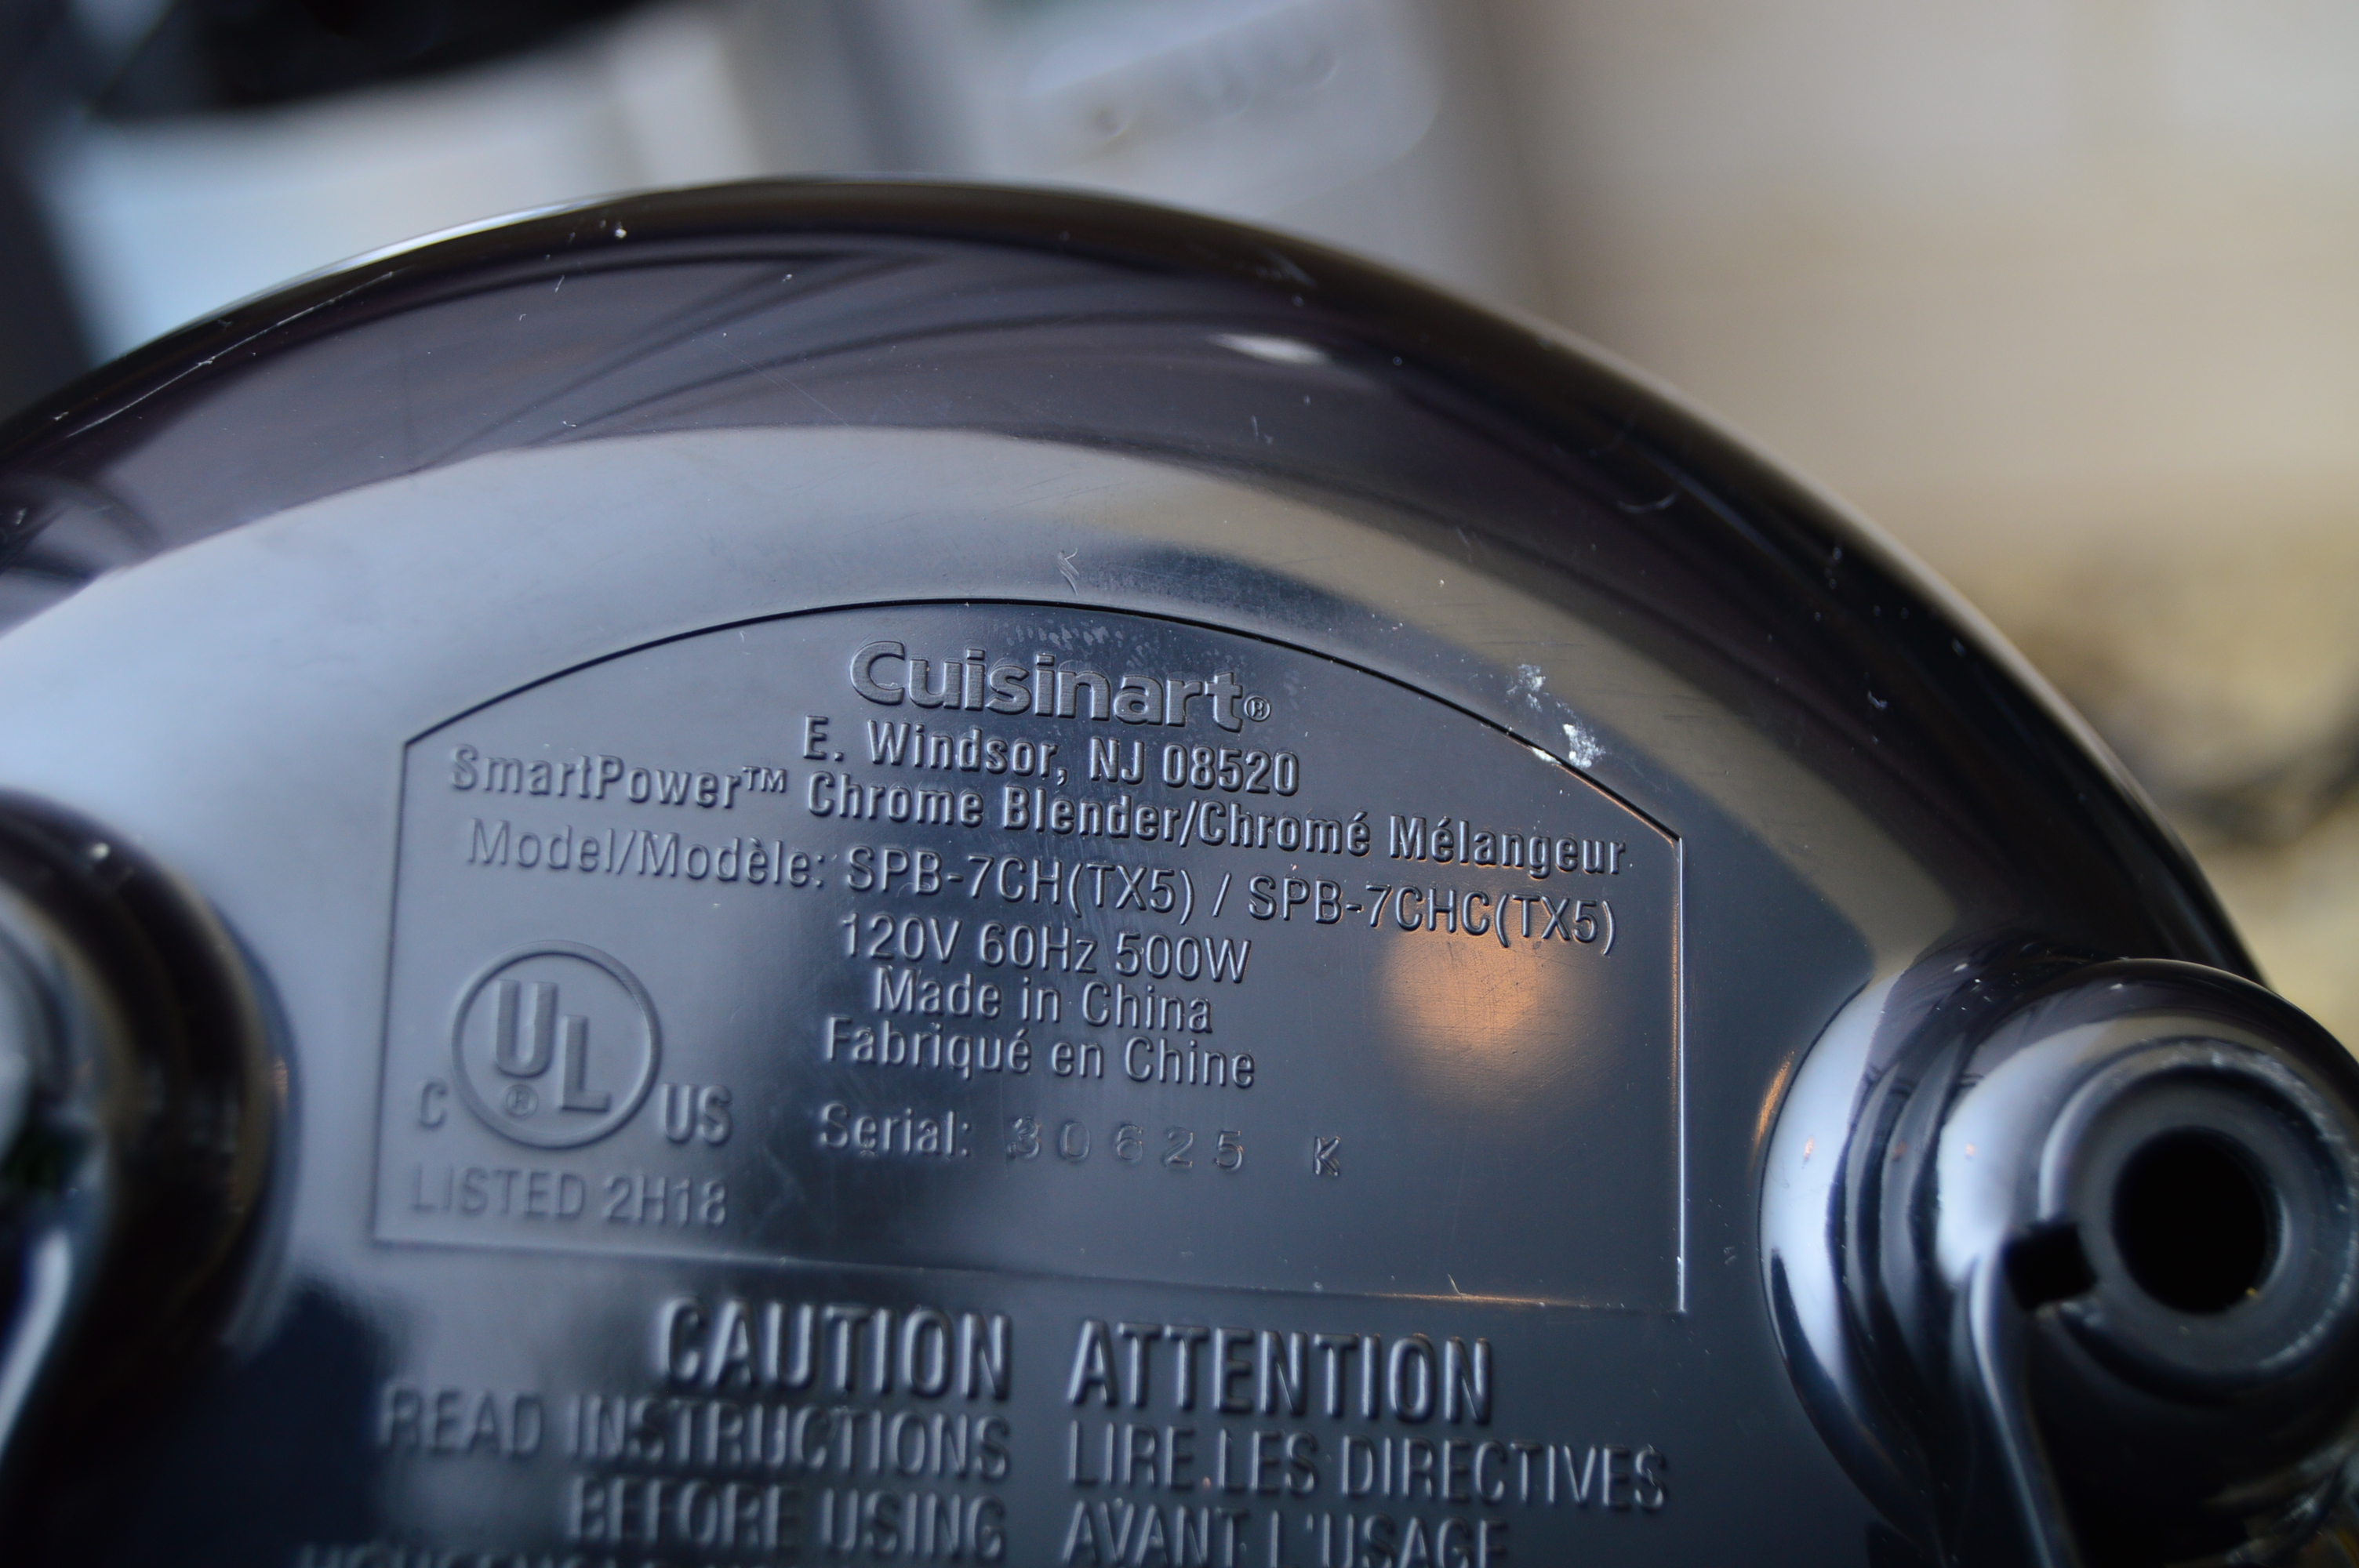 Cuisinart®
E. Windsor, NJ 08520
SmartPower™ Chrome Blender/Chromé Mélangeur
Model/Modèle: SPB-7CH(TX5) / SPB-7CHC(TX5)
120V 60Hz 500W
Made in China
Fabriqué en Chine
Serial: 30625 K
C UL® US
LISTED 2H18
CAUTION
READ INSTRUCTIONS
BEFORE USING
ATTENTION
LIRE LES DIRECTIVES
AVANT L'USAGE